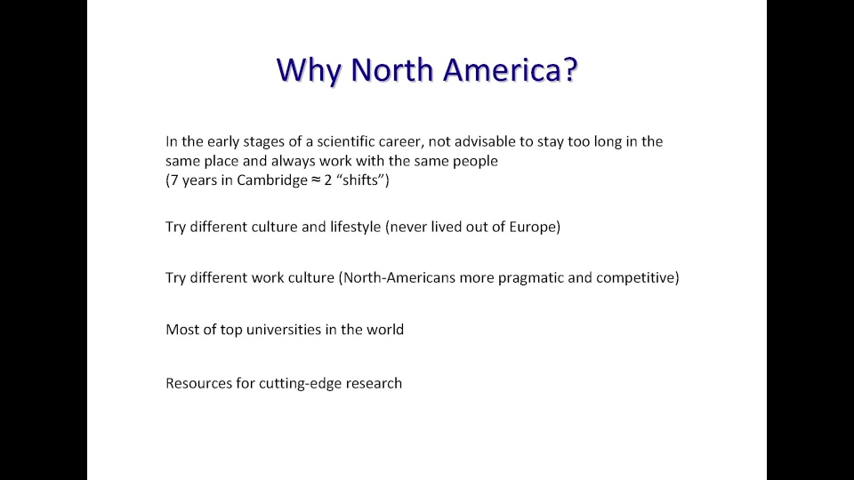 Why North America?
In the early stages of a scientific career, not advisable to stay too long in the
same place and always work with the same people
(7 years in Cambridge ≈ 2 “shifts”)
Try different culture and lifestyle (never lived out of Europe)
Try different work culture (North-Americans more pragmatic and competitive)
Most of top universities in the world
Resources for cutting-edge research